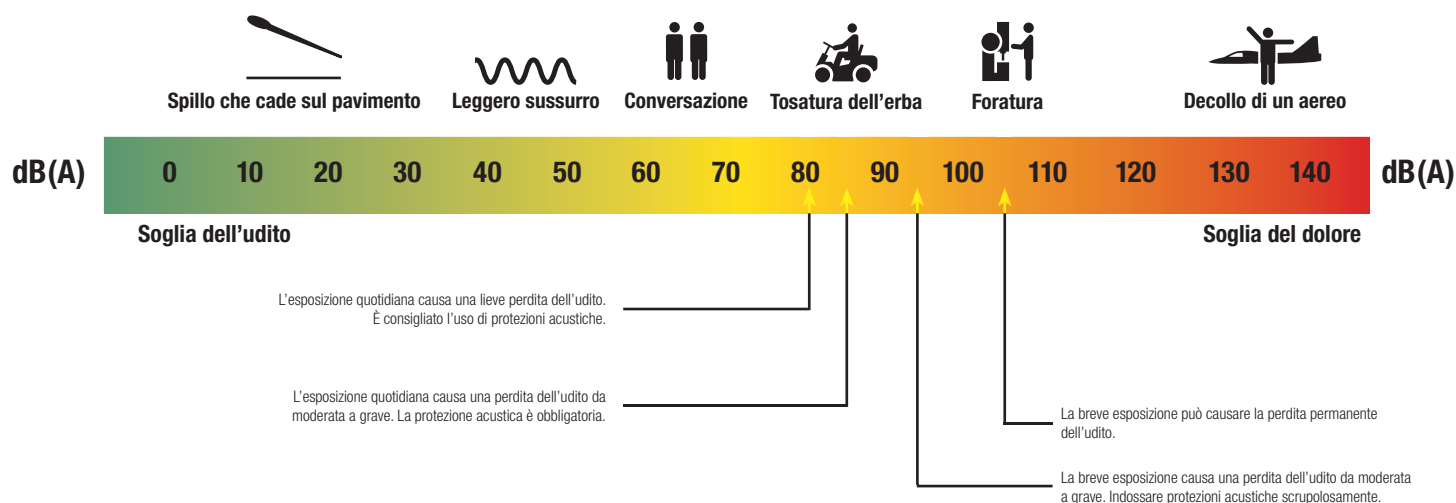 Spillo che cade sul pavimento
Leggero sussurro
Conversazione
Tosatura dell'erba
Foratura
Decollo di un aereo
dB(A) 0 10 20 30 40 50 60 70 80 90 100 110 120 130 140 dB(A)
Soglia dell'udito
Soglia del dolore
L'esposizione quotidiana causa una lieve perdita dell'udito.
È consigliato l'uso di protezioni acustiche.
L'esposizione quotidiana causa una perdita dell'udito da
moderata a grave. La protezione acustica è obbligatoria.
La breve esposizione può causare la perdita permanente
dell'udito.
La breve esposizione causa una perdita dell'udito da moderata
a grave. Indossare protezioni acustiche scrupolosamente.